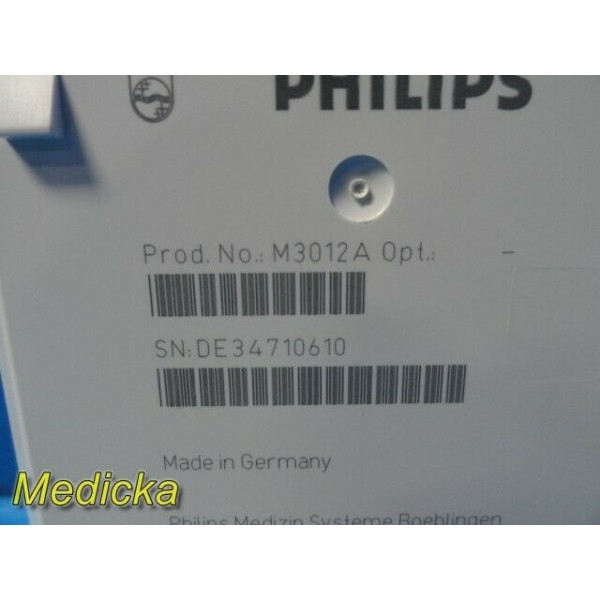 PHILIPS
Prod. No.: M3012A Opt.: -
SN:DE34710610
Made in Germany
Medicka
Philips Medizin Systeme Boeblingen